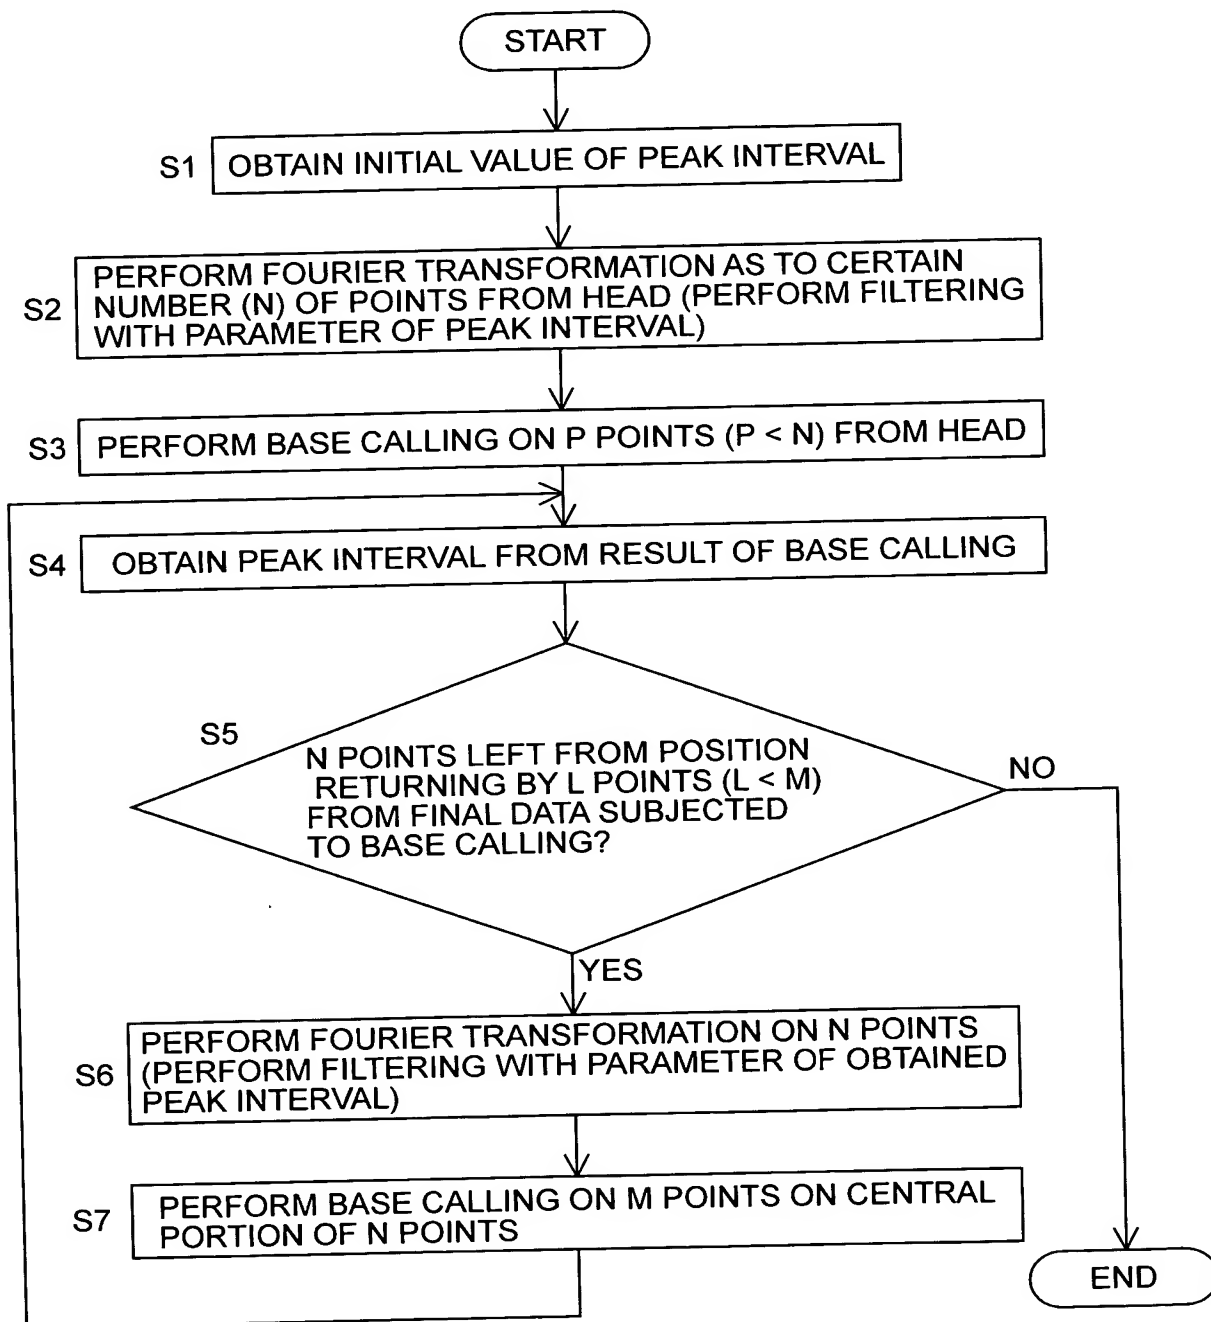 START
S1
OBTAIN INITIAL VALUE OF PEAK INTERVAL
S2
PERFORM FOURIER TRANSFORMATION AS TO CERTAIN
NUMBER (N) OF POINTS FROM HEAD (PERFORM FILTERING
WITH PARAMETER OF PEAK INTERVAL)
S3
PERFORM BASE CALLING ON P POINTS (P < N) FROM HEAD
S4
OBTAIN PEAK INTERVAL FROM RESULT OF BASE CALLING
S5
N POINTS LEFT FROM POSITION
RETURNING BY L POINTS (L < M)
FROM FINAL DATA SUBJECTED
TO BASE CALLING?
NO
YES
S6
PERFORM FOURIER TRANSFORMATION ON N POINTS
(PERFORM FILTERING WITH PARAMETER OF OBTAINED
PEAK INTERVAL)
S7
PERFORM BASE CALLING ON M POINTS ON CENTRAL
PORTION OF N POINTS
END